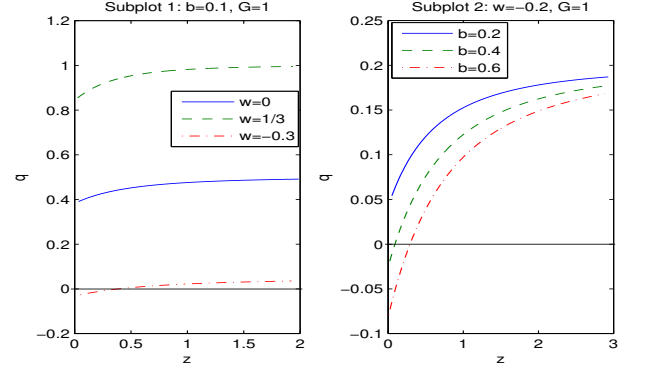 Subplot 1: b=0.1, G=1
1.2
1
0.8
0.6
0.4
0.2
0
−0.2
q
w=0
w=1/3
w=−0.3
0 0.5 1 1.5 2
z
Subplot 2: w=−0.2, G=1
0.25
0.2
0.15
0.1
0.05
0
−0.05
−0.1
q
b=0.2
b=0.4
b=0.6
0 1 2 3
z